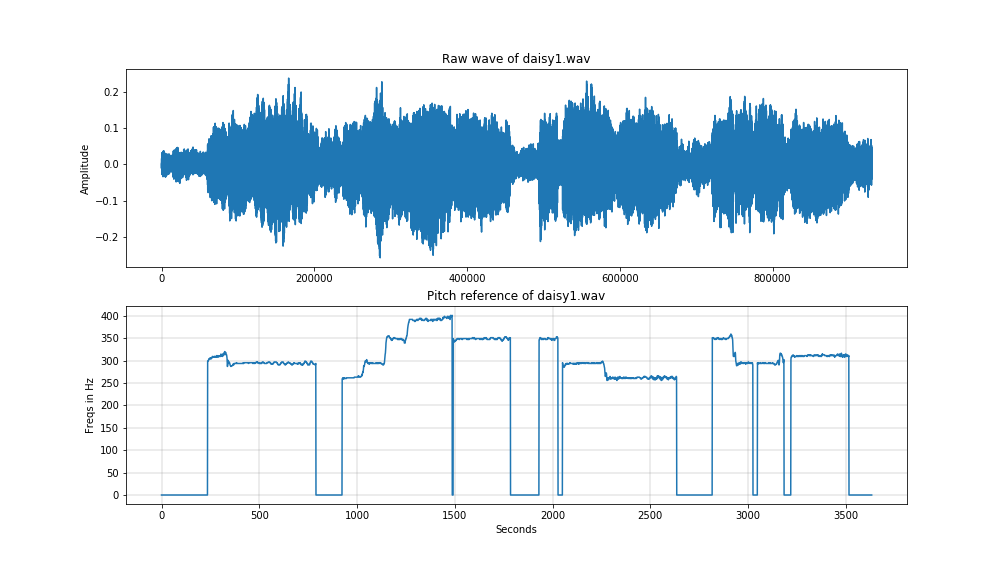 Raw wave of daisy1.wav
0.2
0.1
0.0
−0.1
−0.2
Amplitude
0 200000 400000 600000 800000
Pitch reference of daisy1.wav
400
350
300
250
200
150
100
50
0
Freqs in Hz
0 500 1000 1500 2000 2500 3000 3500
Seconds